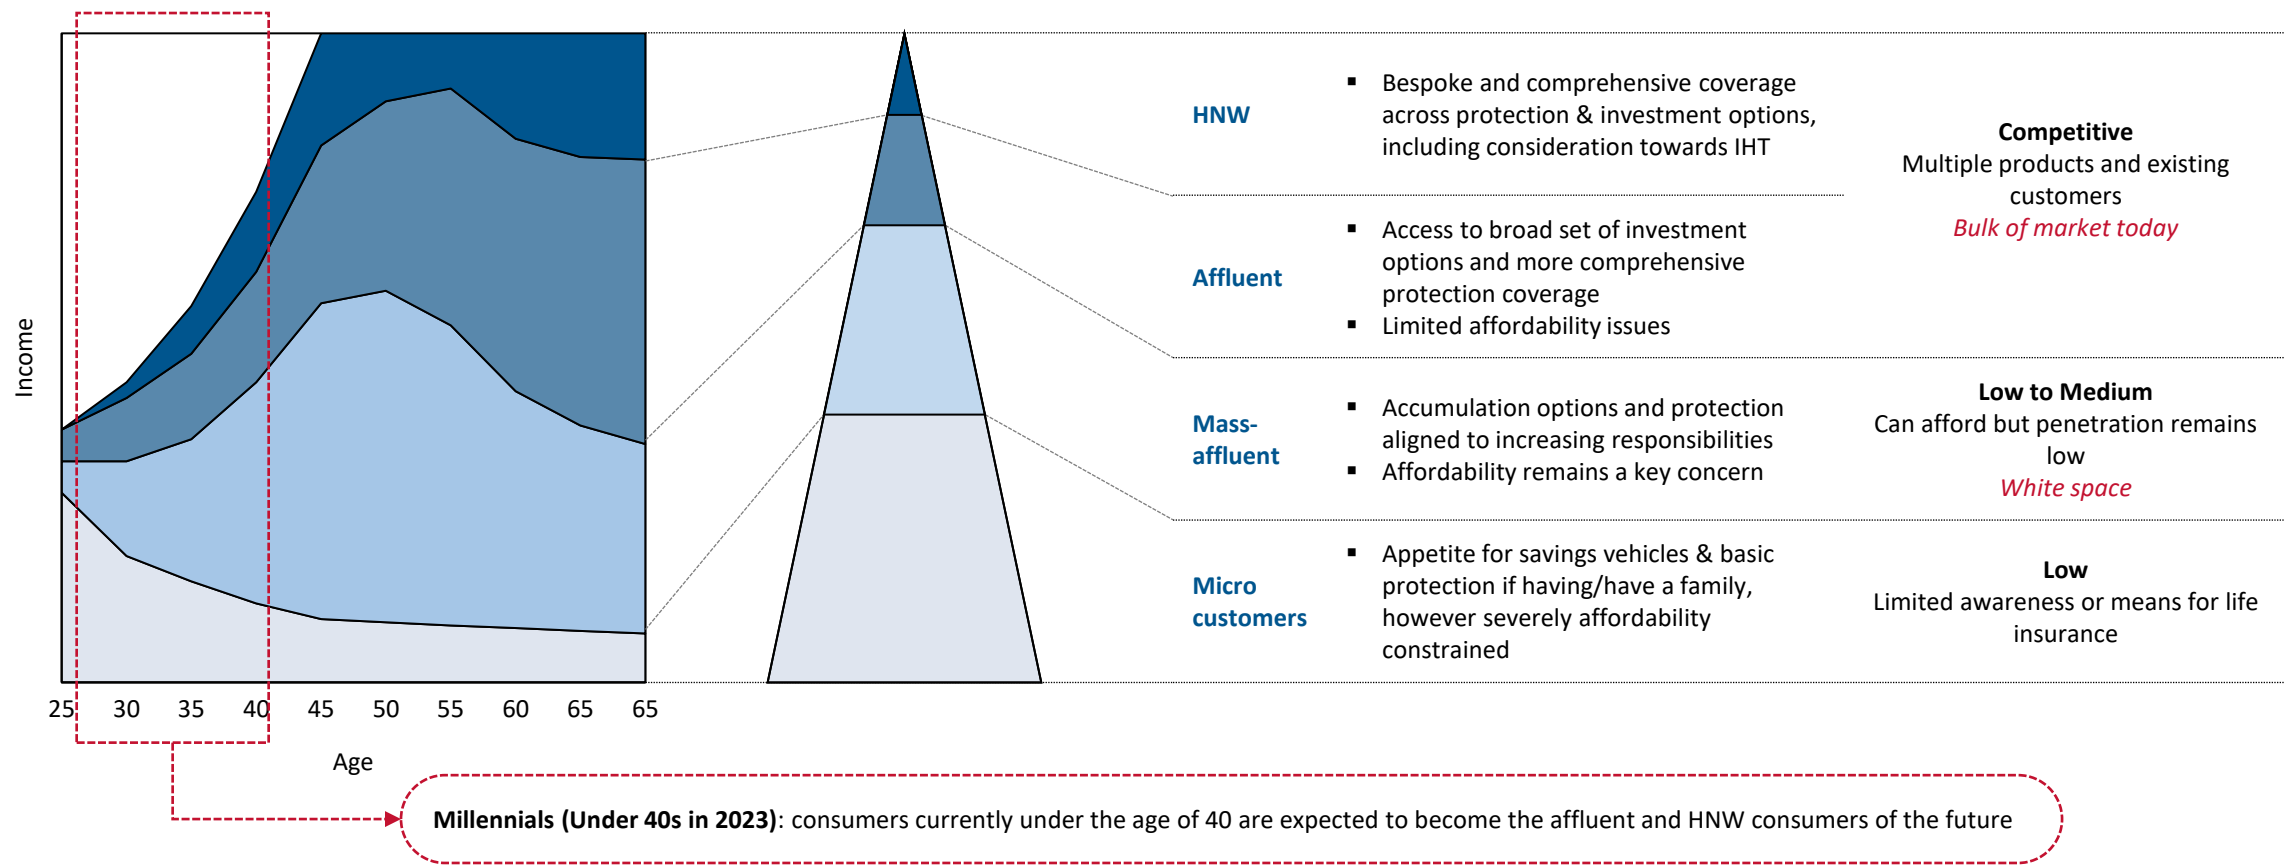 Income
25 30 35 40 45 50 55 60 65 65
Age
HNW
▪ Bespoke and comprehensive coverage
across protection & investment options,
including consideration towards IHT
Competitive
Multiple products and existing
customers
Bulk of market today
Affluent
▪ Access to broad set of investment
options and more comprehensive
protection coverage
▪ Limited affordability issues
Mass-
affluent
▪ Accumulation options and protection
aligned to increasing responsibilities
▪ Affordability remains a key concern
Low to Medium
Can afford but penetration remains
low
White space
Micro
customers
▪ Appetite for savings vehicles & basic
protection if having/have a family,
however severely affordability
constrained
Low
Limited awareness or means for life
insurance
Millennials (Under 40s in 2023): consumers currently under the age of 40 are expected to become the affluent and HNW consumers of the future